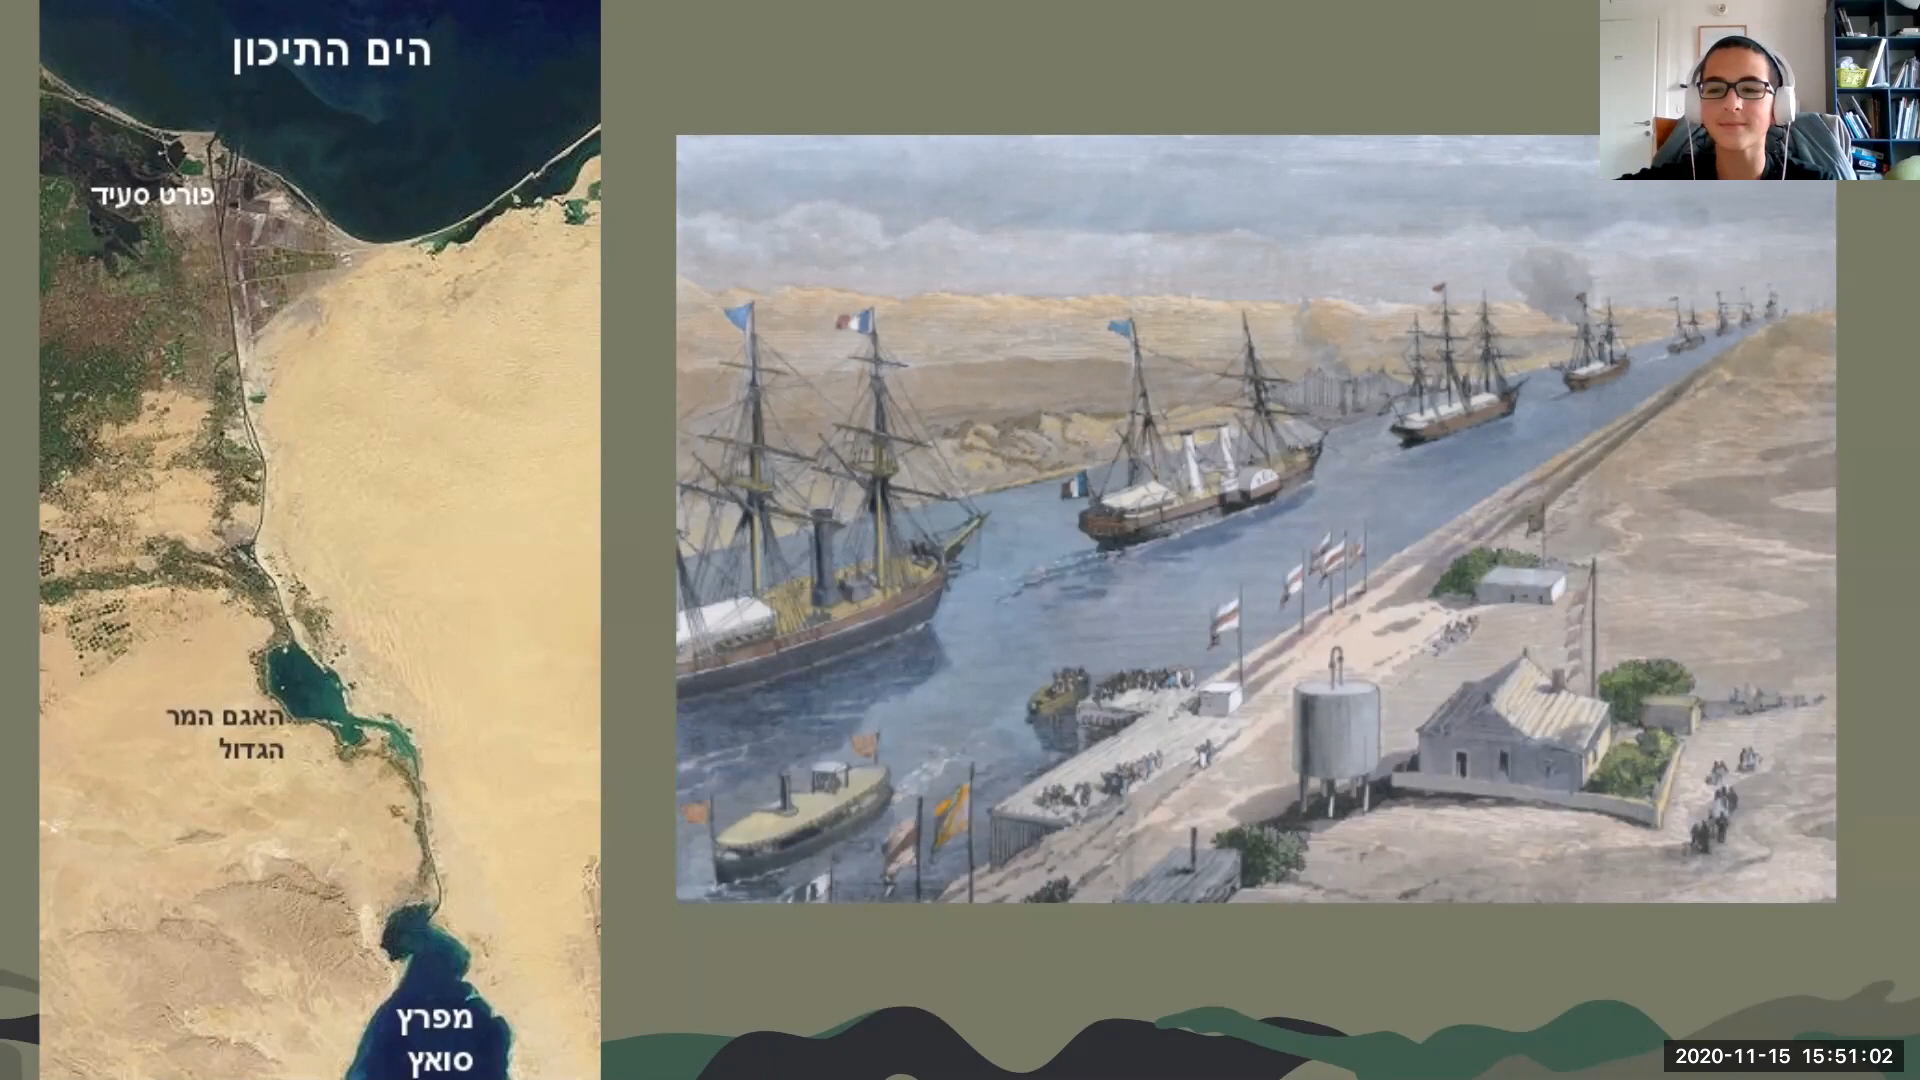 הים התיכון
פורט סעיד
האגם המר
הגדול
מפרץ
סואץ
2020-11-15 15:51:02